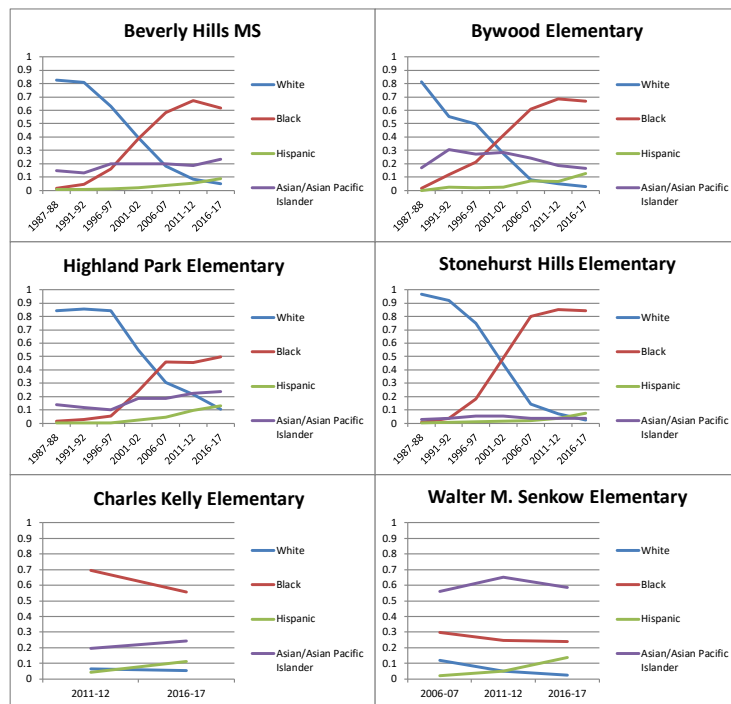 Beverly Hills MS
1
0.9
0.8
0.7
0.6
0.5
0.4
0.3
0.2
0.1
0
1987-88
1991-92
1996-97
2001-02
2006-07
2011-12
2016-17
White
Black
Hispanic
Asian/Asian Pacific
Islander
Bywood Elementary
1
0.9
0.8
0.7
0.6
0.5
0.4
0.3
0.2
0.1
0
1987-88
1991-92
1996-97
2001-02
2006-07
2011-12
2016-17
White
Black
Hispanic
Asian/Asian Pacific
Islander
Highland Park Elementary
1
0.9
0.8
0.7
0.6
0.5
0.4
0.3
0.2
0.1
0
1987-88
1991-92
1996-97
2001-02
2006-07
2011-12
2016-17
White
Black
Hispanic
Asian/Asian Pacific
Islander
Stonehurst Hills Elementary
1
0.9
0.8
0.7
0.6
0.5
0.4
0.3
0.2
0.1
0
1987-88
1991-92
1996-97
2001-02
2006-07
2011-12
2016-17
White
Black
Hispanic
Asian/Asian Pacific
Islander
Charles Kelly Elementary
1
0.9
0.8
0.7
0.6
0.5
0.4
0.3
0.2
0.1
0
2011-12
2016-17
White
Black
Hispanic
Asian/Asian Pacific
Islander
Walter M. Senkow Elementary
1
0.9
0.8
0.7
0.6
0.5
0.4
0.3
0.2
0.1
0
2006-07
2011-12
2016-17
White
Black
Hispanic
Asian/Asian Pacific
Islander